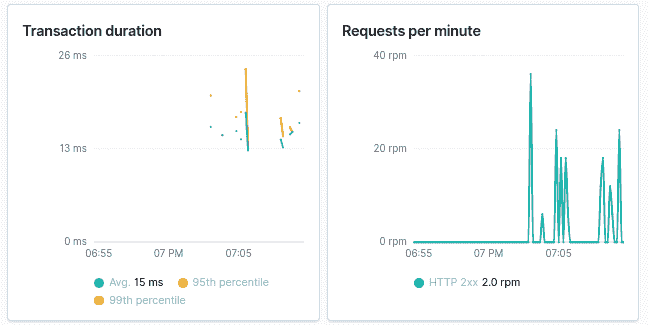 Transaction duration
26 ms
13 ms
0 ms
06:55 07 PM 07:05
Avg. 15 ms 95th percentile
99th percentile
Requests per minute
40 rpm
20 rpm
0 rpm
06:55 07 PM 07:05
HTTP 2xx 2.0 rpm